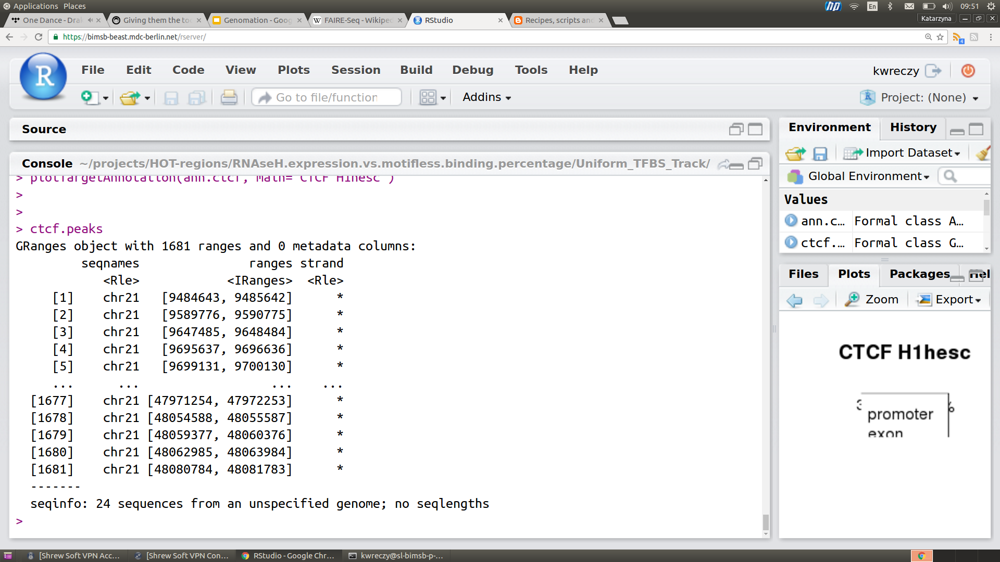 Applications Places
hp En 09:51
One Dance - Dra
Giving them the to
Genomation - Goog
FAIRE-Seq - Wikipe
RStudio
Recipes, scripts and
Katarzyna
https://bimsb-beast.mdc-berlin.net/rserver/
4
R
File Edit Code View Plots Session Build Debug Tools Help
kwreczy
Go to file/function
Addins
Project: (None)
Source
Console ~/projects/HOT-regions/RNAseH.expression.vs.motifless.binding.percentage/Uniform_TFBS_Track/
> plotTargetAnnotation(ann.ctcf, main="CTCF H1hesc")
>
>
> ctcf.peaks
GRanges object with 1681 ranges and 0 metadata columns:
seqnames ranges strand
<Rle> <IRanges> <Rle>
[1] chr21 [9484643, 9485642] *
[2] chr21 [9589776, 9590775] *
[3] chr21 [9647485, 9648484] *
[4] chr21 [9695637, 9696636] *
[5] chr21 [9699131, 9700130] *
... ... ... ...
[1677] chr21 [47971254, 47972253] *
[1678] chr21 [48054588, 48055587] *
[1679] chr21 [48059377, 48060376] *
[1680] chr21 [48062985, 48063984] *
[1681] chr21 [48080784, 48081783] *
-------
seqinfo: 24 sequences from an unspecified genome; no seqlengths
>
Environment History
Import Dataset
Global Environment
Values
ann.c… Formal class A…
ctcf.… Formal class G…
Files Plots Packages Hel
Zoom Export
CTCF H1hesc
promoter
exon
[Shrew Soft VPN Acc...
[Shrew Soft VPN Con...
RStudio - Google Chr...
kwreczy@sl-bimsb-p-...